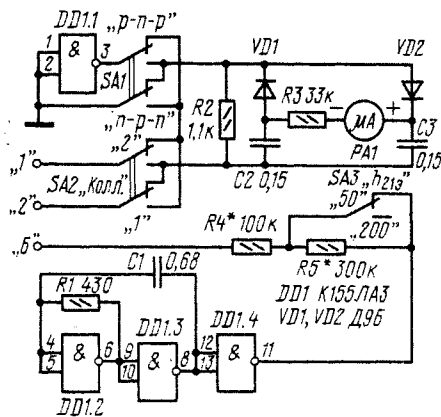 DD1.1
„p-n-p"
1
2
&
3
SA1
„n-p-n"
VD1
VD2
R2
1,1к
R3 33к
–
μA
+
PA1
C3
C2 0,15
0,15
„1"
„2"
„2"
SA2 „Колл."
„1"
SA3 „h21э"
„50"
„200"
„Б"
R4* 100к
R5* 300к
C1
0,68
R1 430
DD1.3
DD1.4
DD1 К155ЛА3
VD1, VD2 Д9Б
4
5
&
6
9
10
&
8
12
13
&
11
DD1.2